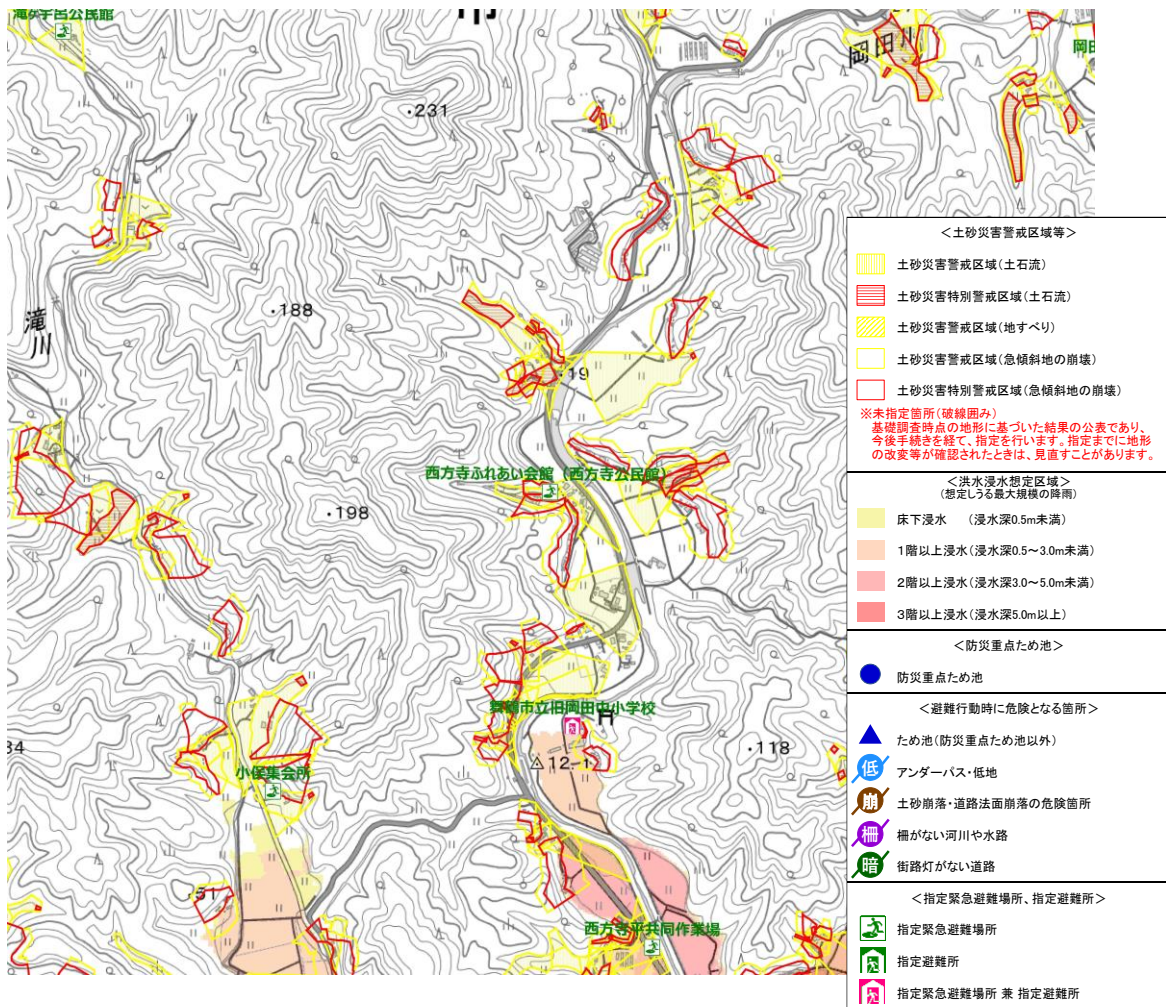 滝ヶ宇呂公民館
市
岡田川
岡田
・231
滝川
・188
・19
西方寺ふれあい会館（西方寺公民館）
・198
舞鶴市立旧岡田中小学校
・118
12.1
小俣集会所
・51
西方寺平共同作業場
＜土砂災害警戒区域等＞
土砂災害警戒区域（土石流）
土砂災害特別警戒区域（土石流）
土砂災害警戒区域（地すべり）
土砂災害警戒区域（急傾斜地の崩壊）
土砂災害特別警戒区域（急傾斜地の崩壊）
※未指定箇所（破線囲み）
基礎調査時点の地形に基づいた結果の公表であり、
今後手続きを経て、指定を行います。指定までに地形
の改変等が確認されたときは、見直すことがあります。
＜洪水浸水想定区域＞
（想定しうる最大規模の降雨）
床下浸水　（浸水深0.5m未満）
1階以上浸水（浸水深0.5～3.0m未満）
2階以上浸水（浸水深3.0～5.0m未満）
3階以上浸水（浸水深5.0m以上）
＜防災重点ため池＞
防災重点ため池
＜避難行動時に危険となる箇所＞
ため池（防災重点ため池以外）
低 アンダーパス・低地
崩 土砂崩落・道路法面崩落の危険箇所
柵 柵がない河川や水路
暗 街路灯がない道路
＜指定緊急避難場所、指定避難所＞
指定緊急避難場所
指定避難所
指定緊急避難場所 兼 指定避難所